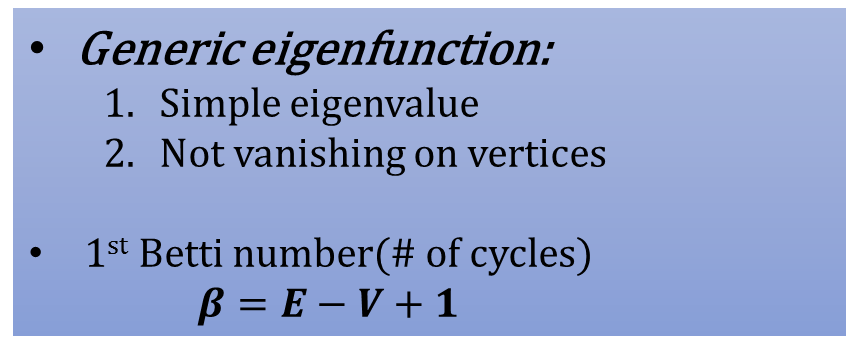 • Generic eigenfunction:
1. Simple eigenvalue
2. Not vanishing on vertices
• 1st Betti number(# of cycles)
β = E − V + 1